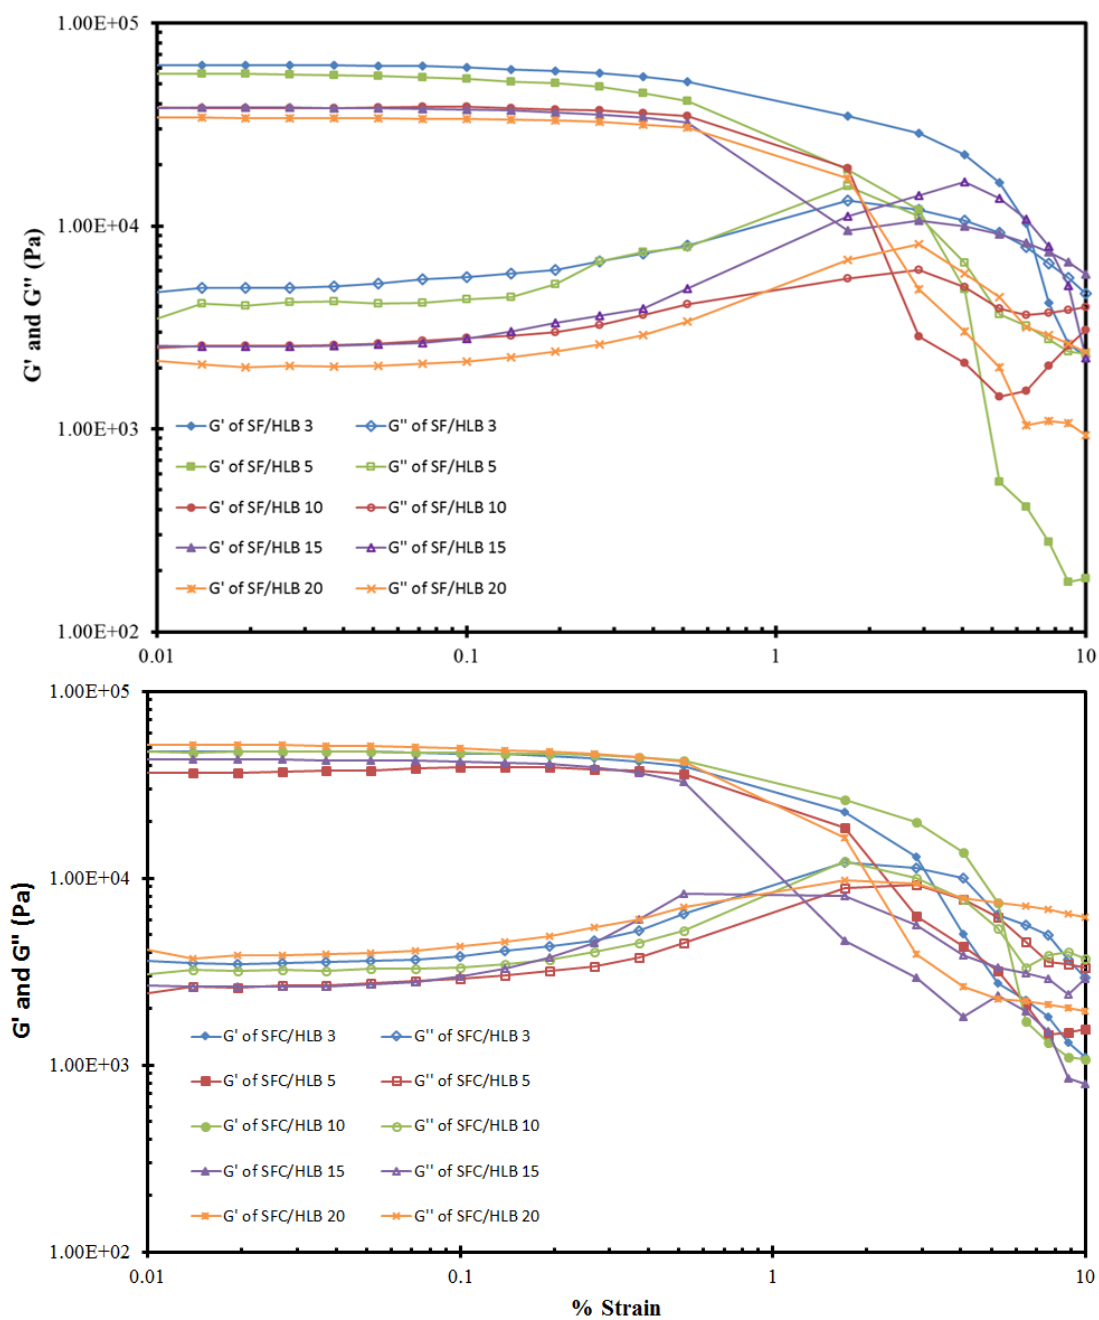 1.00E+05
1.00E+04
1.00E+03
1.00E+02
G' and G" (Pa)
G' of SF/HLB 3 G" of SF/HLB 3
G' of SF/HLB 5 G" of SF/HLB 5
G' of SF/HLB 10 G" of SF/HLB 10
G' of SF/HLB 15 G" of SF/HLB 15
G' of SF/HLB 20 G" of SF/HLB 20
0.01 0.1 1 10
1.00E+05
1.00E+04
1.00E+03
1.00E+02
G' and G" (Pa)
G' of SFC/HLB 3 G" of SFC/HLB 3
G' of SFC/HLB 5 G" of SFC/HLB 5
G' of SFC/HLB 10 G" of SFC/HLB 10
G' of SFC/HLB 15 G" of SFC/HLB 15
G' of SFC/HLB 20 G" of SFC/HLB 20
0.01 0.1 1 10
% Strain